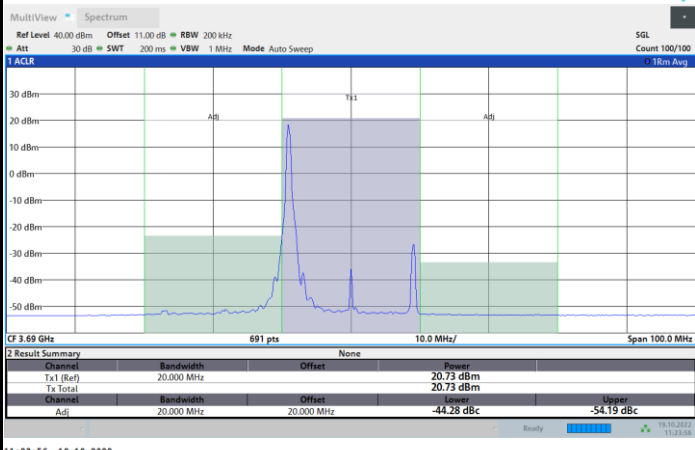 MultiView Spectrum
Ref Level 40.00 dBm Offset 11.00 dB RBW 200 kHz SGL
Att 30 dB SWT 200 ms VBW 1 MHz Mode Auto Sweep Count 100/100
1 ACLR 1Rm Avg
30 dBm
Tx1
20 dBm
Adj Adj
10 dBm
0 dBm
-10 dBm
-20 dBm
-30 dBm
-40 dBm
-50 dBm
CF 3.69 GHz 691 pts 10.0 MHz/ Span 100.0 MHz
2 Result Summary None
Channel Bandwidth Offset Power
Tx1 (Ref) 20.000 MHz 20.73 dBm
Tx Total 20.73 dBm
Channel Bandwidth Offset Lower Upper
Adj 20.000 MHz 20.000 MHz -44.28 dBc -54.19 dBc
Ready 19.10.2022
11:23:56